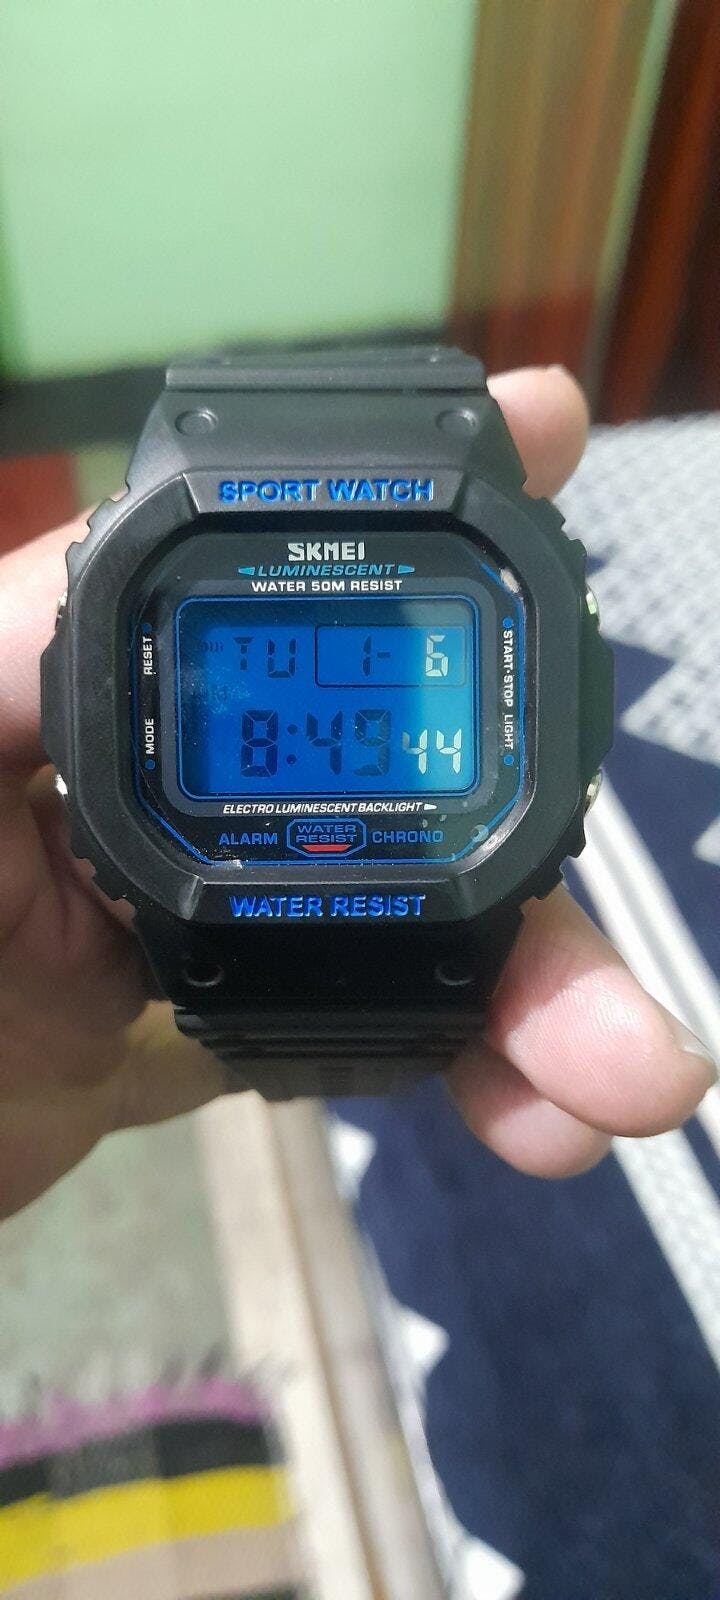 SPORT WATCH
SKMEI
LUMINESCENT
WATER 50M RESIST
RESET
MODE
START·STOP
LIGHT
TU 1-6
8:49 44
ELECTRO LUMINESCENT BACKLIGHT
ALARM
WATER
RESIST
CHRONO
WATER RESIST